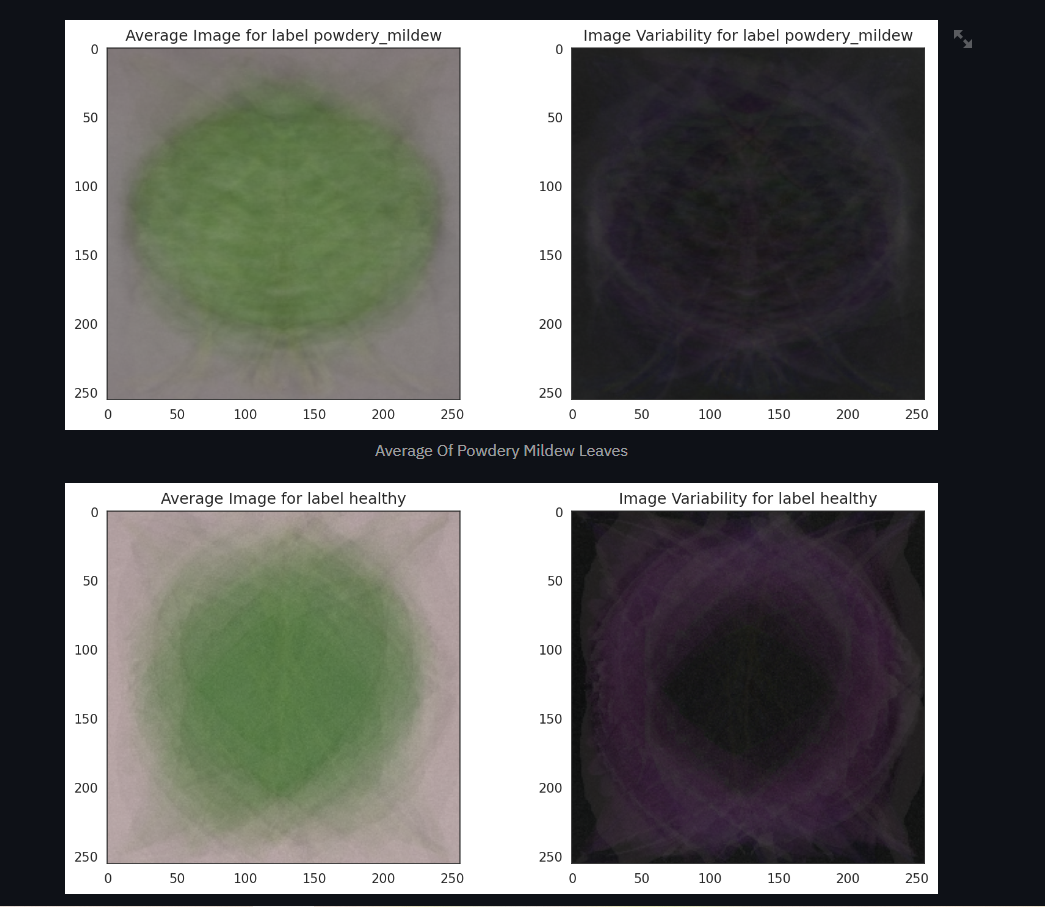 Average Image for label powdery_mildew
Image Variability for label powdery_mildew
0
50
100
150
200
250
0 50 100 150 200 250
0
50
100
150
200
250
0 50 100 150 200 250
Average Of Powdery Mildew Leaves
Average Image for label healthy
Image Variability for label healthy
0
50
100
150
200
250
0 50 100 150 200 250
0
50
100
150
200
250
0 50 100 150 200 250